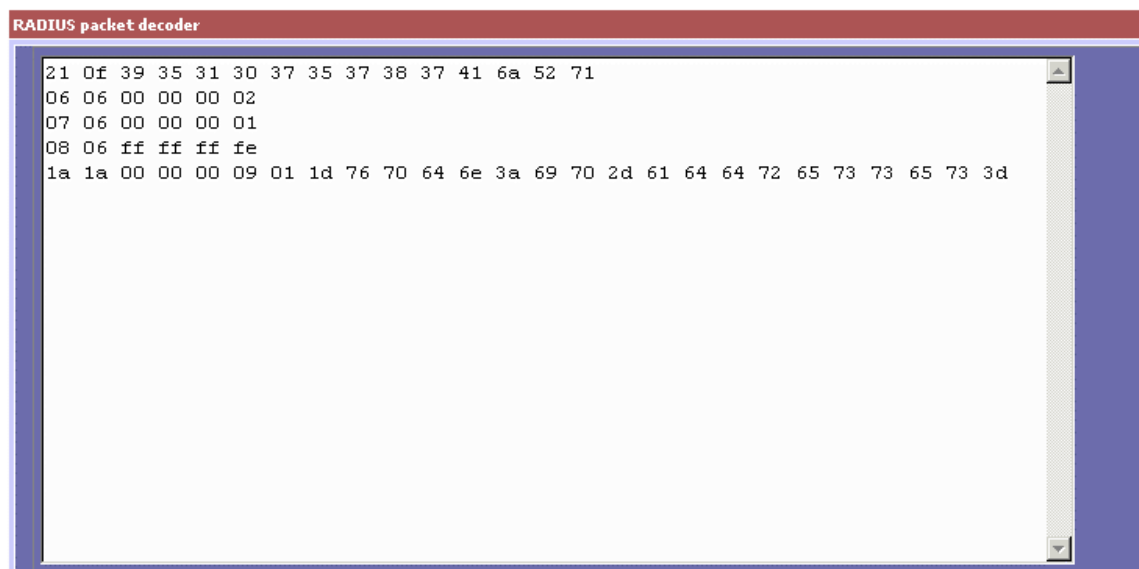 RADIUS packet decoder
21 0f 39 35 31 30 37 35 37 38 37 41 6a 52 71
06 06 00 00 00 02
07 06 00 00 00 01
08 06 ff ff ff fe
1a 1a 00 00 00 09 01 1d 76 70 64 6e 3a 69 70 2d 61 64 64 72 65 73 73 65 73 3d